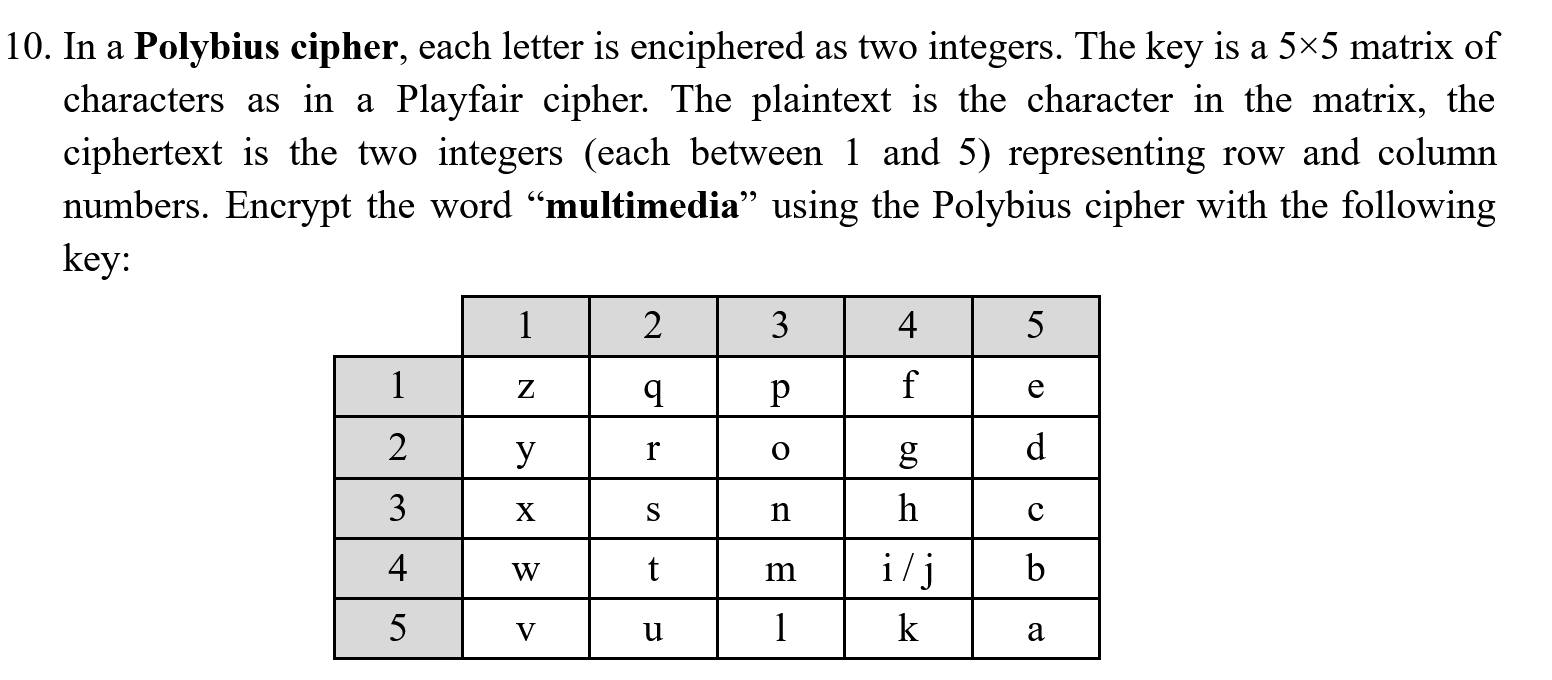 10. In a Polybius cipher, each letter is enciphered as two integers. The key is a 5×5 matrix of
characters as in a Playfair cipher. The plaintext is the character in the matrix, the
ciphertext is the two integers (each between 1 and 5) representing row and column
numbers. Encrypt the word “multimedia” using the Polybius cipher with the following
key:
1 2 3 4 5
1 z q p f e
2 y r o g d
3 x s n h c
4 w t m i / j b
5 v u l k a